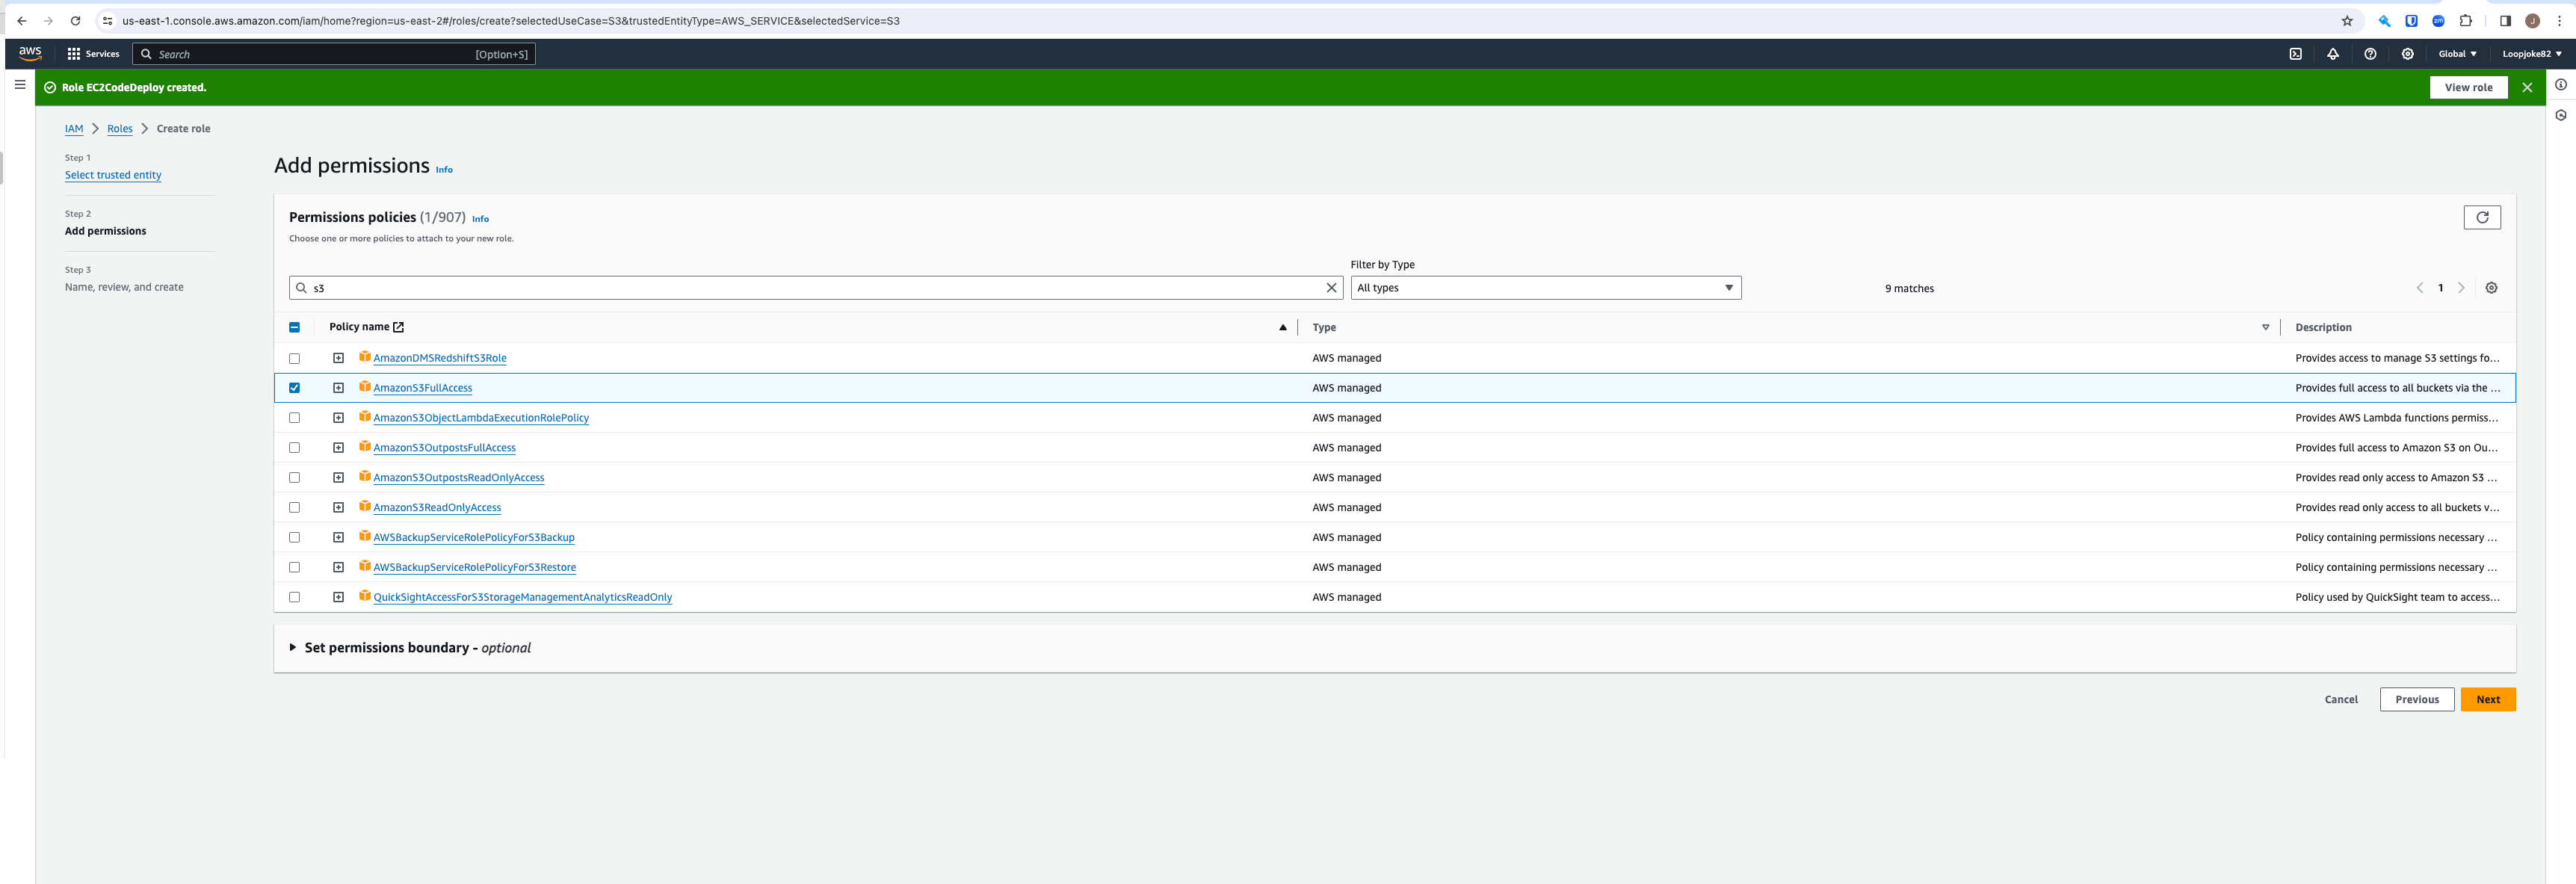 us-east-1.console.aws.amazon.com/iam/home?region=us-east-2#/roles/create?selectedUseCase=S3&trustedEntityType=AWS_SERVICE&selectedService=S3
zm
J
aws
Services
Search
[Option+S]
Global
Loopjoke82
Role EC2CodeDeploy created.
View role
IAM
Roles
Create role
Step 1
Select trusted entity
Step 2
Add permissions
Step 3
Name, review, and create
Add permissions Info
Permissions policies (1/907) Info
Choose one or more policies to attach to your new role.
Filter by Type
s3
All types
9 matches
1
Policy name
Type
Description
AmazonDMSRedshiftS3Role AWS managed Provides access to manage S3 settings fo...
AmazonS3FullAccess AWS managed Provides full access to all buckets via the ...
AmazonS3ObjectLambdaExecutionRolePolicy AWS managed Provides AWS Lambda functions permiss...
AmazonS3OutpostsFullAccess AWS managed Provides full access to Amazon S3 on Ou...
AmazonS3OutpostsReadOnlyAccess AWS managed Provides read only access to Amazon S3 ...
AmazonS3ReadOnlyAccess AWS managed Provides read only access to all buckets v...
AWSBackupServiceRolePolicyForS3Backup AWS managed Policy containing permissions necessary ...
AWSBackupServiceRolePolicyForS3Restore AWS managed Policy containing permissions necessary ...
QuickSightAccessForS3StorageManagementAnalyticsReadOnly AWS managed Policy used by QuickSight team to access...
Set permissions boundary - optional
Cancel
Previous
Next